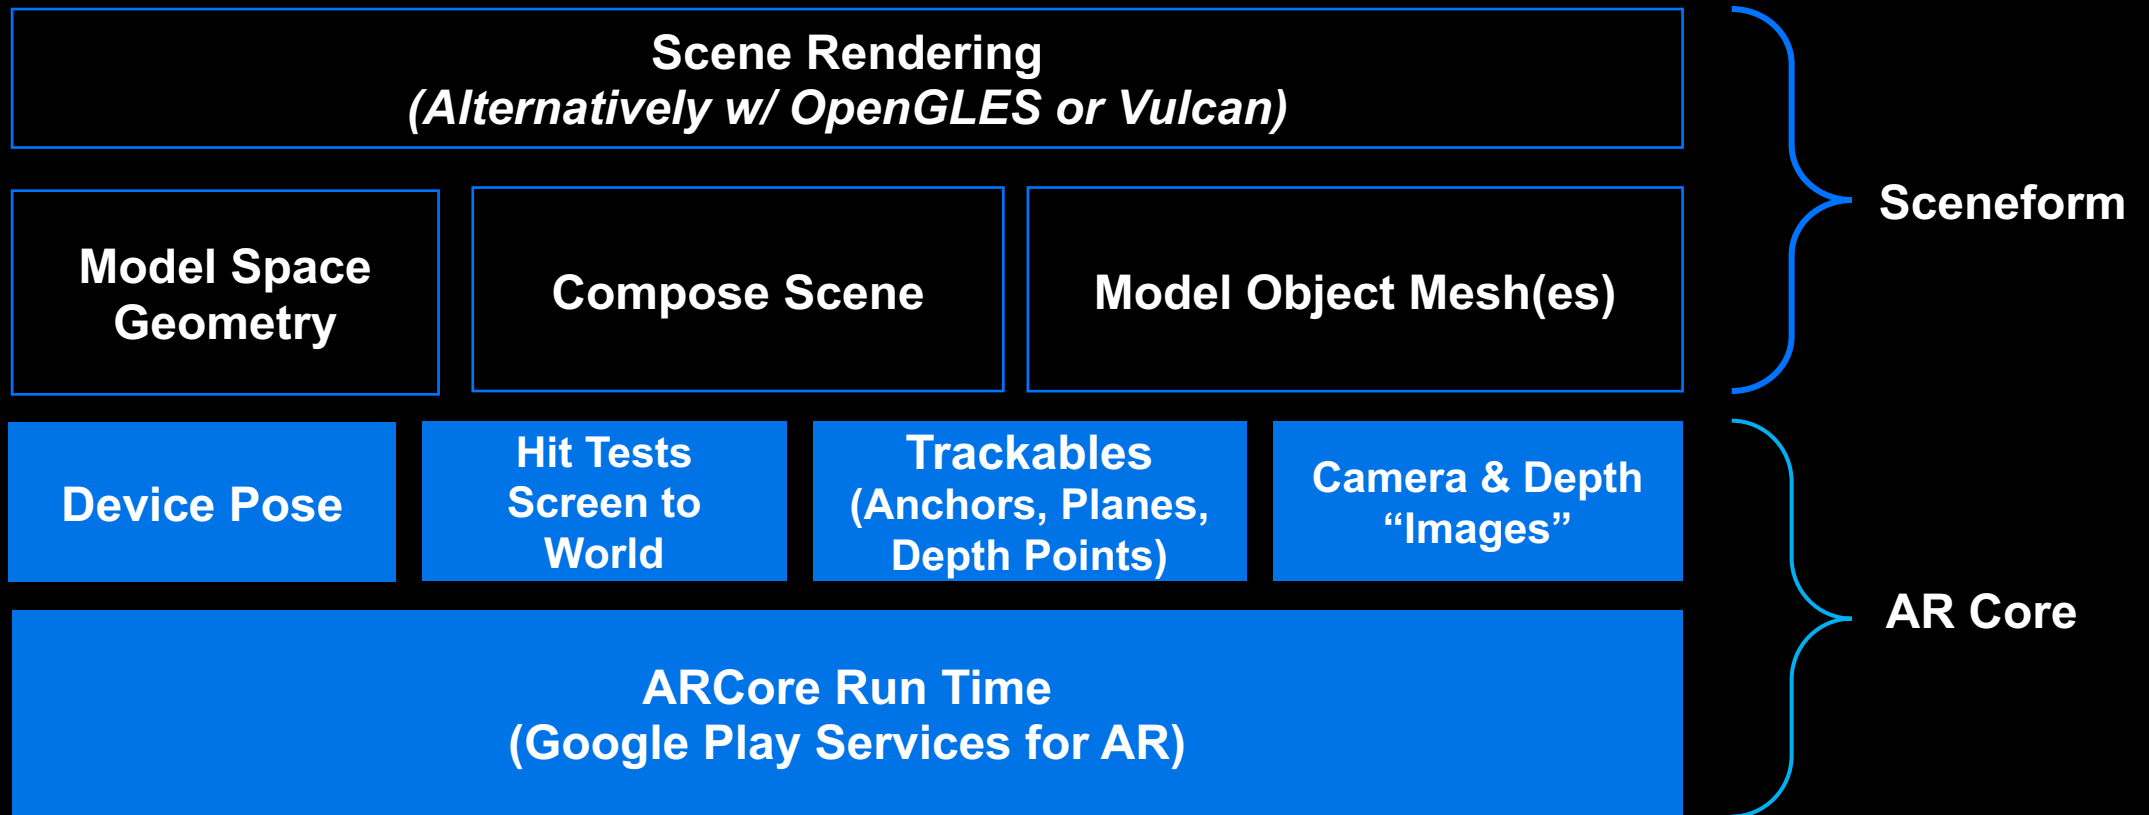 Scene Rendering
(Alternatively w/ OpenGLES or Vulcan)
Model Space
Geometry
Compose Scene
Model Object Mesh(es)
Sceneform
Device Pose
Hit Tests
Screen to
World
Trackables
(Anchors, Planes,
Depth Points)
Camera & Depth
“Images”
ARCore Run Time
(Google Play Services for AR)
AR Core